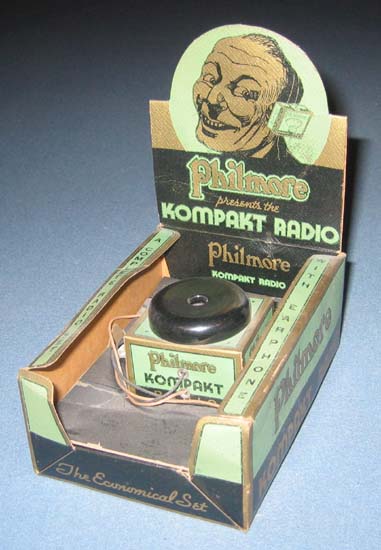 Philmore
presents the
KOMPAKT RADIO
Philmore
KOMPAKT RADIO
A
WITH EARPHONE
Philmore
KOMPAKT
Philmore
KOMPAKT
The Economical Set